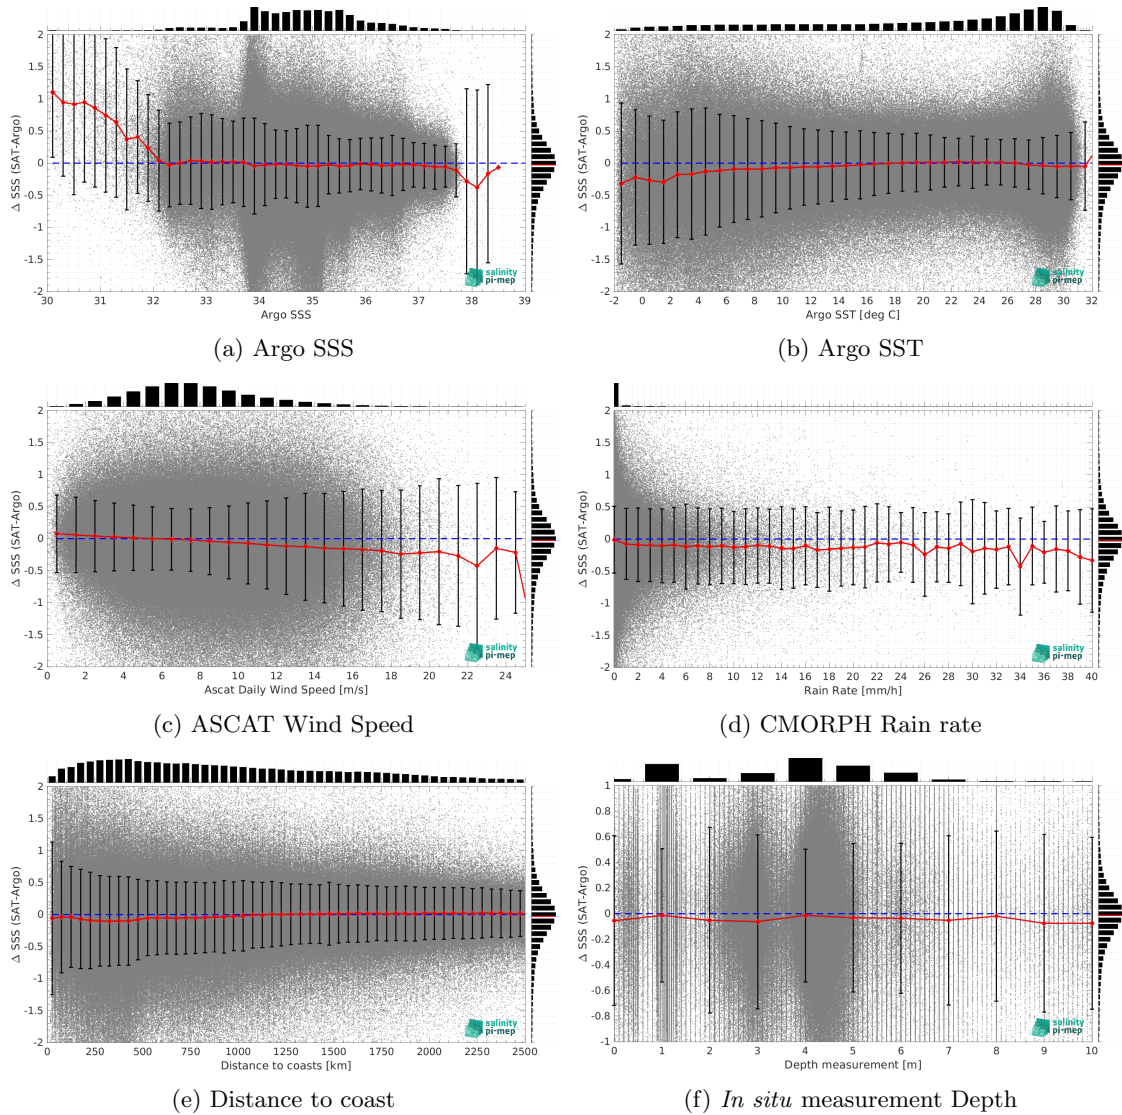 2
1.5
1
0.5
0
-0.5
-1
-1.5
-2
Δ SSS (SAT-Argo)
30 31 32 33 34 35 36 37 38 39
Argo SSS
salinity
pi-mep
(a) Argo SSS
2
1.5
1
0.5
0
-0.5
-1
-1.5
-2
Δ SSS (SAT-Argo)
-2 0 2 4 6 8 10 12 14 16 18 20 22 24 26 28 30 32
Argo SST [deg C]
salinity
pi-mep
(b) Argo SST
2
1.5
1
0.5
0
-0.5
-1
-1.5
-2
Δ SSS (SAT-Argo)
0 2 4 6 8 10 12 14 16 18 20 22 24
Ascat Daily Wind Speed [m/s]
salinity
pi-mep
(c) ASCAT Wind Speed
2
1.5
1
0.5
0
-0.5
-1
-1.5
-2
Δ SSS (SAT-Argo)
0 2 4 6 8 10 12 14 16 18 20 22 24 26 28 30 32 34 36 38 40
Rain Rate [mm/h]
salinity
pi-mep
(d) CMORPH Rain rate
2
1.5
1
0.5
0
-0.5
-1
-1.5
-2
Δ SSS (SAT-Argo)
0 250 500 750 1000 1250 1500 1750 2000 2250 2500
Distance to coasts [km]
salinity
pi-mep
(e) Distance to coast
1
0.8
0.6
0.4
0.2
0
-0.2
-0.4
-0.6
-0.8
-1
Δ SSS (SAT-Argo)
0 1 2 3 4 5 6 7 8 9 10
Depth measurement [m]
salinity
pi-mep
(f) In situ measurement Depth